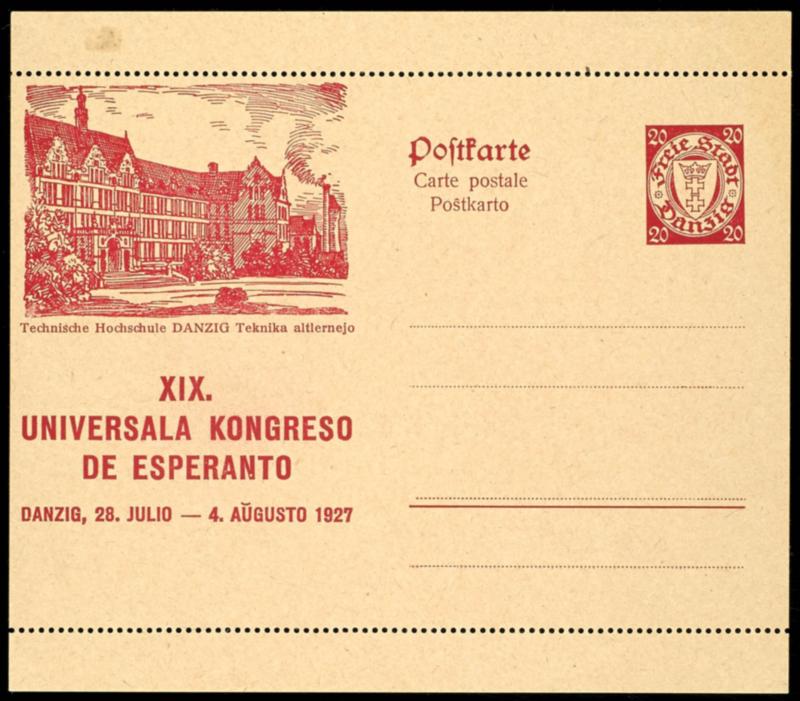 Technische Hochschule DANZIG Teknika altlernejo
XIX.
UNIVERSALA KONGRESO
DE ESPERANTO
DANZIG, 28. JULIO — 4. AŬGUSTO 1927
Poſtkarte
Carte postale
Poŝtkarto
20 20
Freie Stadt
Danzig
20 20